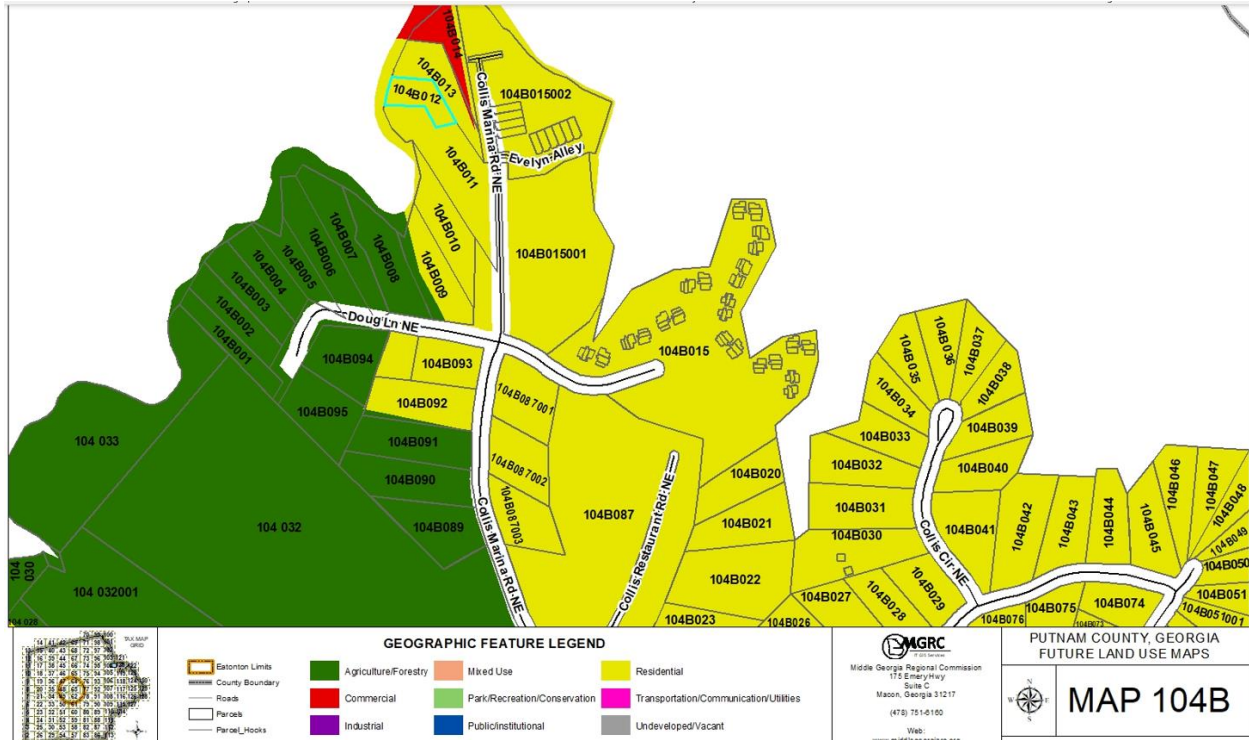 104B014
104B013
104B012
104B015002
Collis Marina Rd NE
Evelyn Alley
104B011
104B010
104B009
104B015001
104B008
104B007
104B006
104B005
104B004
104B003
104B002
104B001
Doug Ln NE
104B094
104B093
104B092
104B095
104B091
104B090
104B089
104 033
104 032
104 032001
104 030
104 028
104B087001
104B087002
104B087003
Collis Marina Rd NE
104B087
Collis Restaurant Rd NE
104B015
104B020
104B021
104B022
104B023
104B026
104B027
104B028
104B029
104B030
104B031
104B032
104B033
104B034
104B035
104B036
104B037
104B038
104B039
104B040
Collis Cir NE
104B041
104B042
104B043
104B044
104B045
104B046
104B047
104B048
104B049
104B050
104B051
104B051001
104B076
104B075
104B074
104B073
TAX MAP
GRID
GEOGRAPHIC FEATURE LEGEND
Eatonton Limits
County Boundary
Roads
Parcels
Parcel_Hooks
Agriculture/Forestry
Commercial
Industrial
Mixed Use
Park/Recreation/Conservation
Public/Institutional
Residential
Transportation/Communication/Utilities
Undeveloped/Vacant
MGRC
Middle Georgia Regional Commission
175 Emery Hwy
Suite C
Macon, Georgia 31217
(478) 751-6160
Web:
PUTNAM COUNTY, GEORGIA
FUTURE LAND USE MAPS
N
W
E
S
MAP 104B